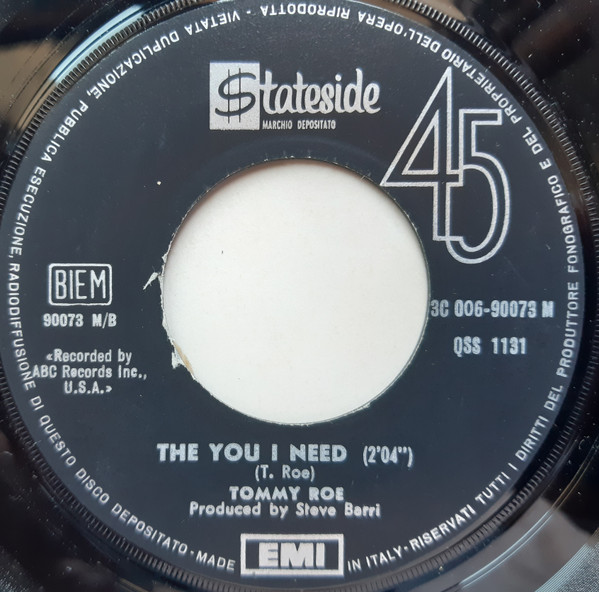 $tateside
MARCHIO DEPOSITATO
45
BIEM
90073 M/B
«Recorded by
ABC Records Inc.,
U.S.A.»
3C 006-90073 M
QSS 1131
THE YOU I NEED (2'04")
(T. Roe)
TOMMY ROE
Produced by Steve Barri
EMI
MADE IN ITALY - RISERVATI TUTTI I DIRITTI DEL PRODUTTORE FONOGRAFICO E DEL PROPRIETARIO DELL'OPERA RIPRODOTTA - VIETATA DUPLICAZIONE, PUBBLICA ESECUZIONE, RADIODIFFUSIONE DI QUESTO DISCO DEPOSITATO -